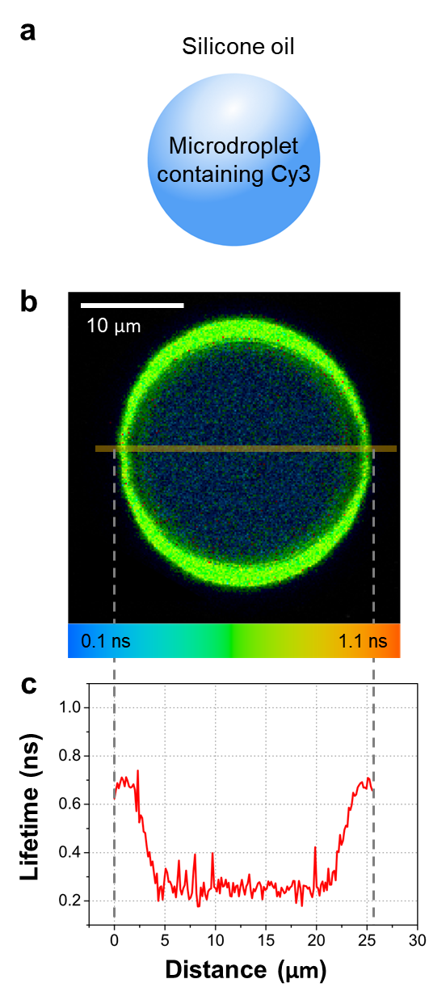 a
Silicone oil
Microdroplet
containing Cy3
b
10 μm
0.1 ns
1.1 ns
c
1.0
0.8
0.6
0.4
0.2
Lifetime (ns)
0
5
10
15
20
25
30
Distance (μm)